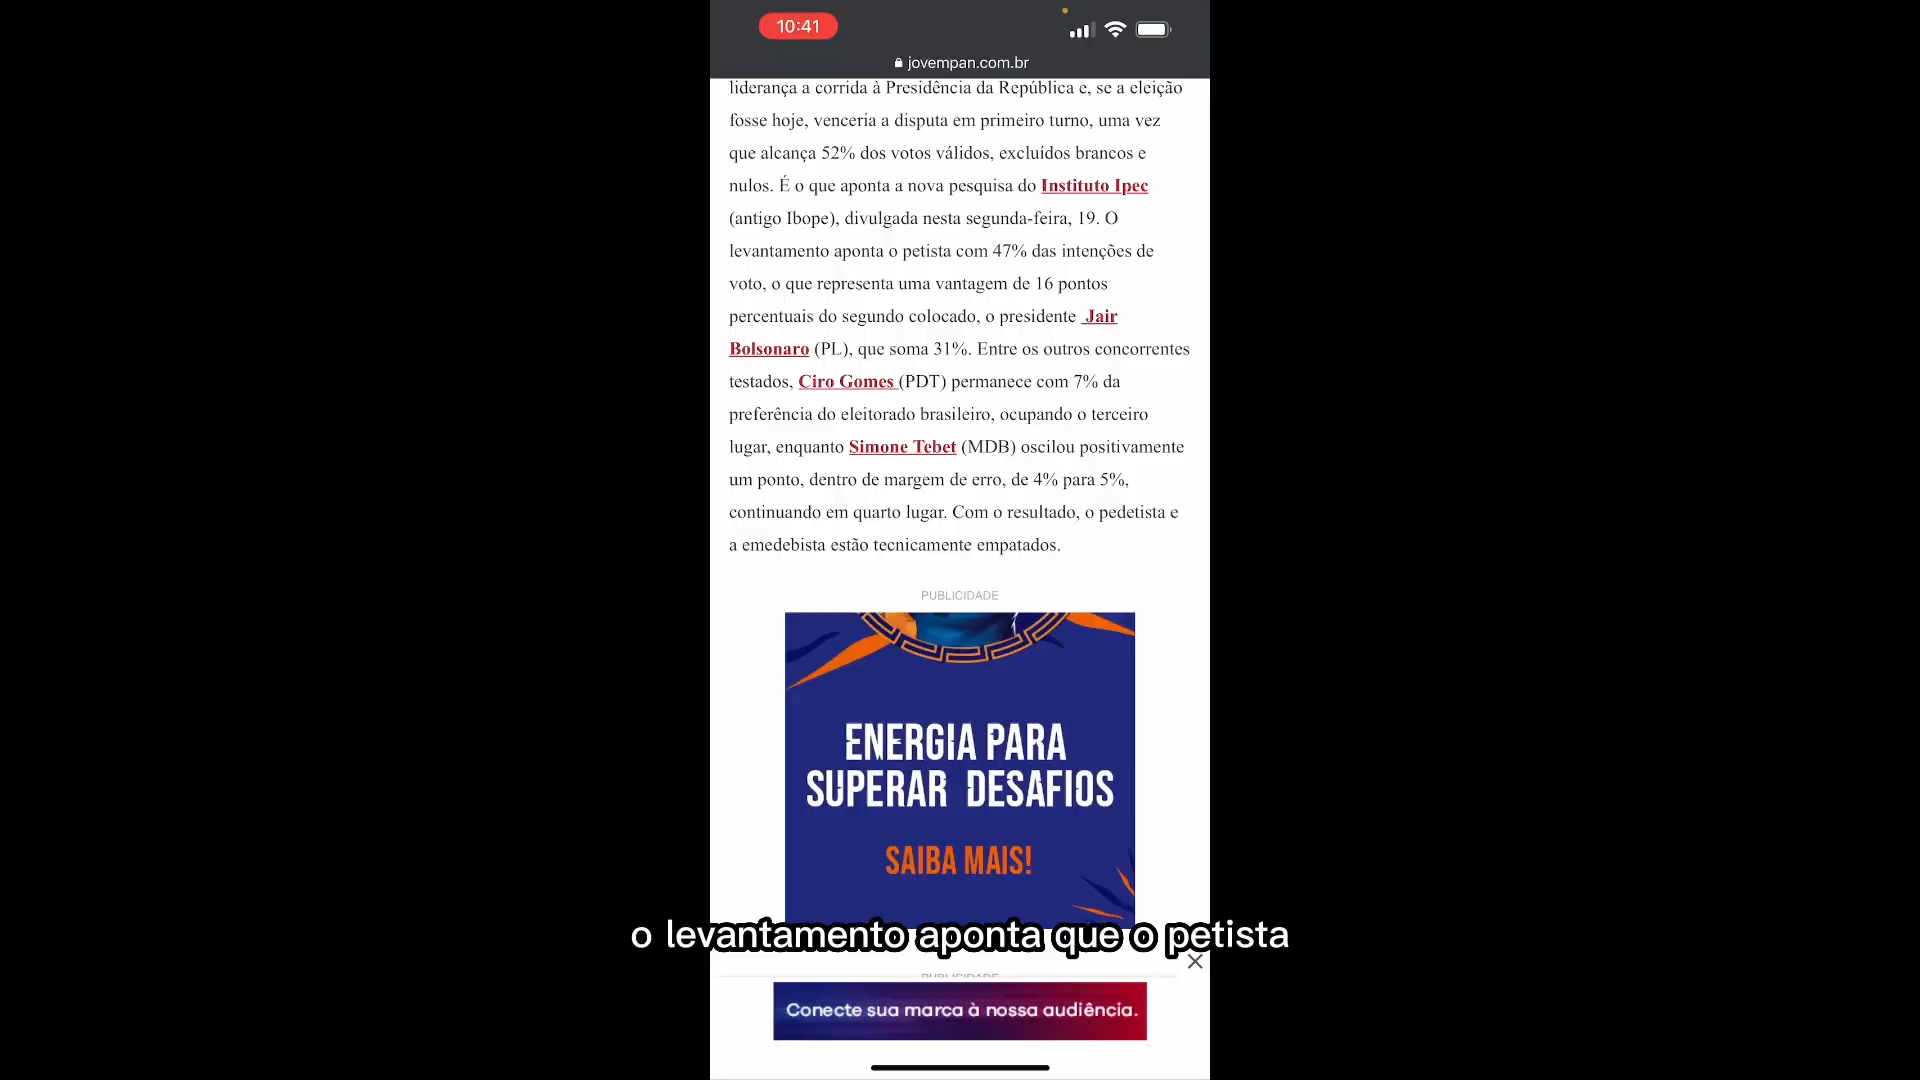 10:41
jovempan.com.br
liderança a corrida à Presidência da República e, se a eleição
fosse hoje, venceria a disputa em primeiro turno, uma vez
que alcança 52% dos votos válidos, excluídos brancos e
nulos. É o que aponta a nova pesquisa do Instituto Ipec
(antigo Ibope), divulgada nesta segunda-feira, 19. O
levantamento aponta o petista com 47% das intenções de
voto, o que representa uma vantagem de 16 pontos
percentuais do segundo colocado, o presidente Jair
Bolsonaro (PL), que soma 31%. Entre os outros concorrentes
testados, Ciro Gomes (PDT) permanece com 7% da
preferência do eleitorado brasileiro, ocupando o terceiro
lugar, enquanto Simone Tebet (MDB) oscilou positivamente
um ponto, dentro de margem de erro, de 4% para 5%,
continuando em quarto lugar. Com o resultado, o pedetista e
a emedebista estão tecnicamente empatados.
PUBLICIDADE
ENERGIA PARA
SUPERAR DESAFIOS
SAIBA MAIS!
o levantamento aponta que o petista
PUBLICIDADE
Conecte sua marca à nossa audiência.